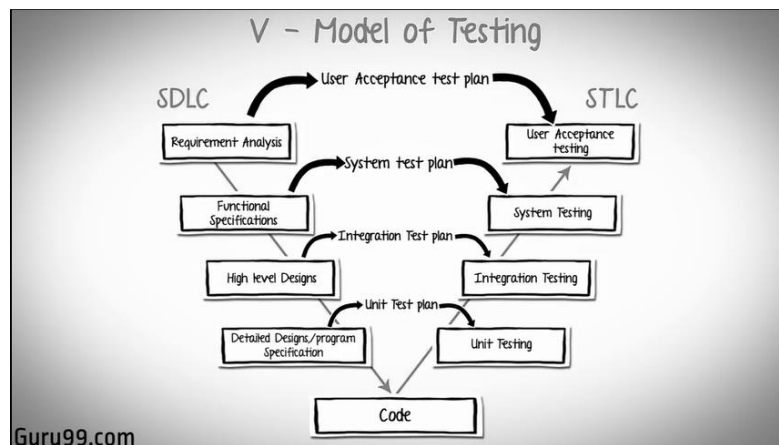 V - Model of Testing
User Acceptance test plan
SDLC
STLC
Requirement Analysis
User Acceptance
testing
System test plan
Functional
Specifications
System Testing
Integration Test plan
High level Designs
Integration Testing
Unit Test plan
Detailed Designs/program
Specification
Unit Testing
Code
Guru99.com